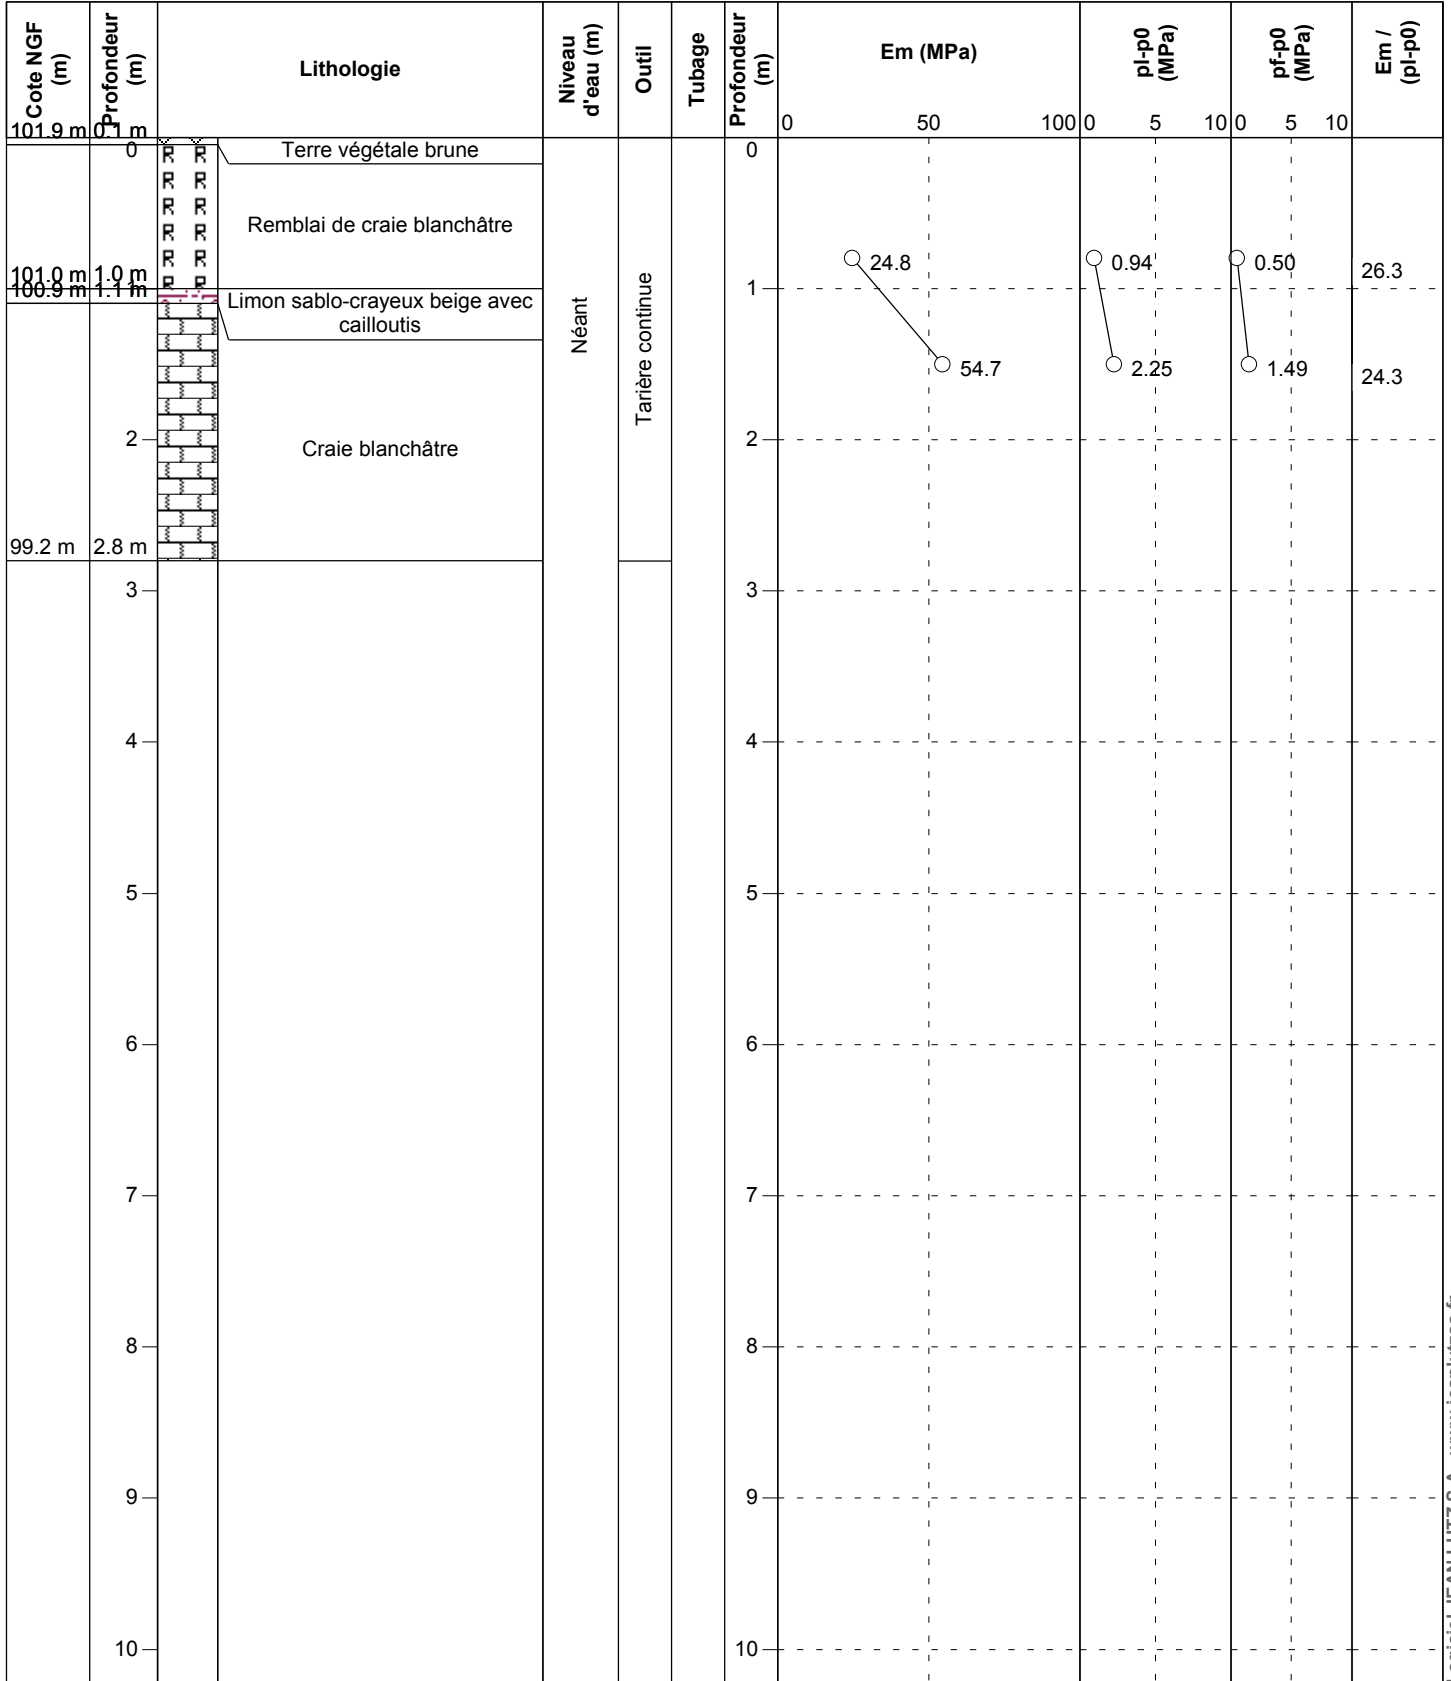 Cote NGF
(m)
Profondeur
(m)
Lithologie
Niveau
d'eau (m)
Outil
Tubage
Profondeur
(m)
Em (MPa)
pl-p0
(MPa)
pf-p0
(MPa)
Em /
(pl-p0)
0 50 100 0 5 10 0 5 10
101.9 m 0.1 m
0
Terre végétale brune
0
R R
R R
R R
Remblai de craie blanchâtre
R R
R R
24.8 0.94 0.50 26.3
101.0 m 1.0 m
R R
1
100.9 m 1.1 m
Limon sablo-crayeux beige avec
cailloutis
Néant
Tarière continue
54.7 2.25 1.49 24.3
2
Craie blanchâtre
2
99.2 m 2.8 m
3 3
4 4
5 5
6 6
7 7
8 8
9 9
10 10